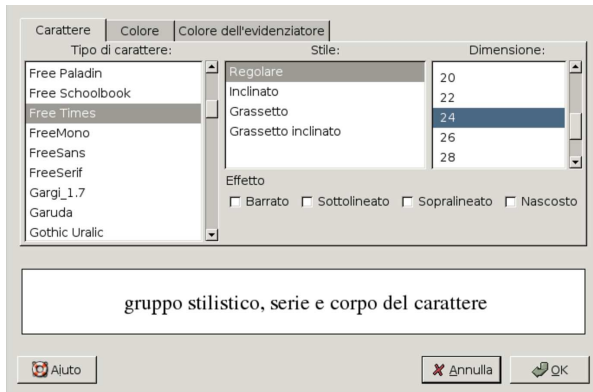 Carattere Colore Colore dell'evidenziatore
Tipo di carattere: Stile: Dimensione:
Free Paladin
Free Schoolbook
Free Times
FreeMono
FreeSans
FreeSerif
Gargi_1.7
Garuda
Gothic Uralic
Regolare
Inclinato
Grassetto
Grassetto inclinato
20
22
24
26
28
Effetto
Barrato Sottolineato Sopralineato Nascosto
gruppo stilistico, serie e corpo del carattere
Aiuto Annulla OK